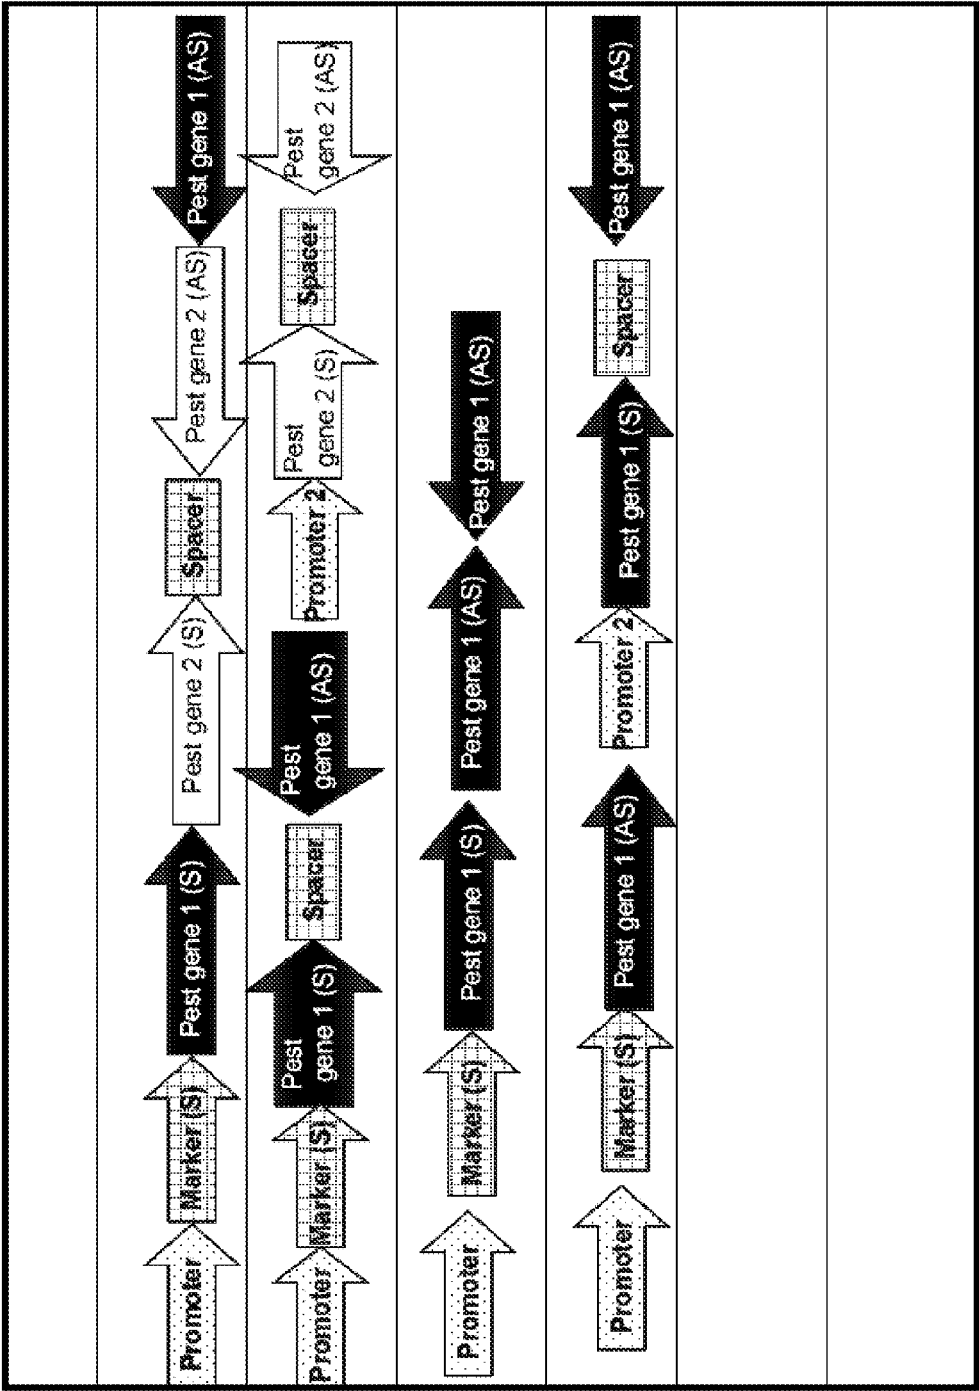 Promoter
Marker (S)
Pest gene 1 (S)
Pest gene 2 (S)
Spacer
Pest gene 2 (AS)
Pest gene 1 (AS)
Promoter
Marker (S)
Pest
gene 1 (S)
Spacer
Pest
gene 1 (AS)
Promoter 2
Pest
gene 2 (S)
Spacer
Pest
gene 2 (AS)
Promoter
Marker (S)
Pest gene 1 (S)
Pest gene 1 (AS)
Pest gene 1 (AS)
Promoter
Marker (S)
Pest gene 1 (AS)
Promoter 2
Pest gene 1 (S)
Spacer
Pest gene 1 (AS)